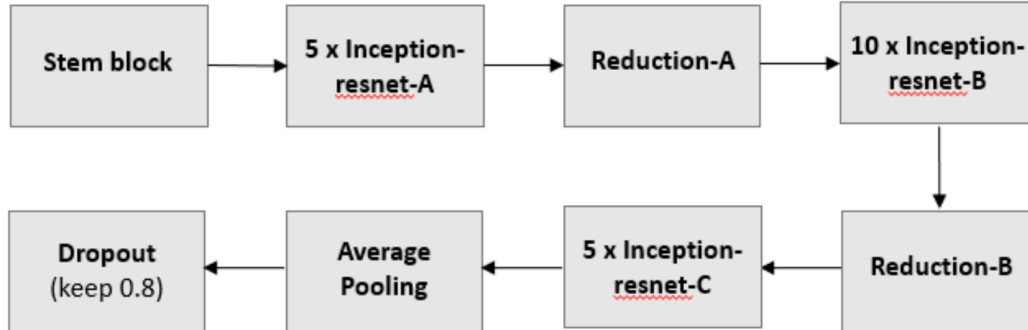 Stem block
5 x Inception-
resnet-A
Reduction-A
10 x Inception-
resnet-B
Reduction-B
5 x Inception-
resnet-C
Average
Pooling
Dropout
(keep 0.8)